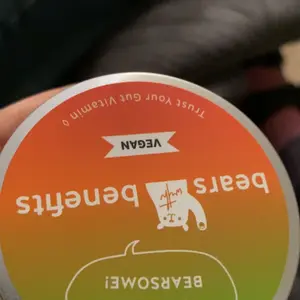 BEARSOME!
bears benefits
VEGAN
Trust Your Gut Vitamin